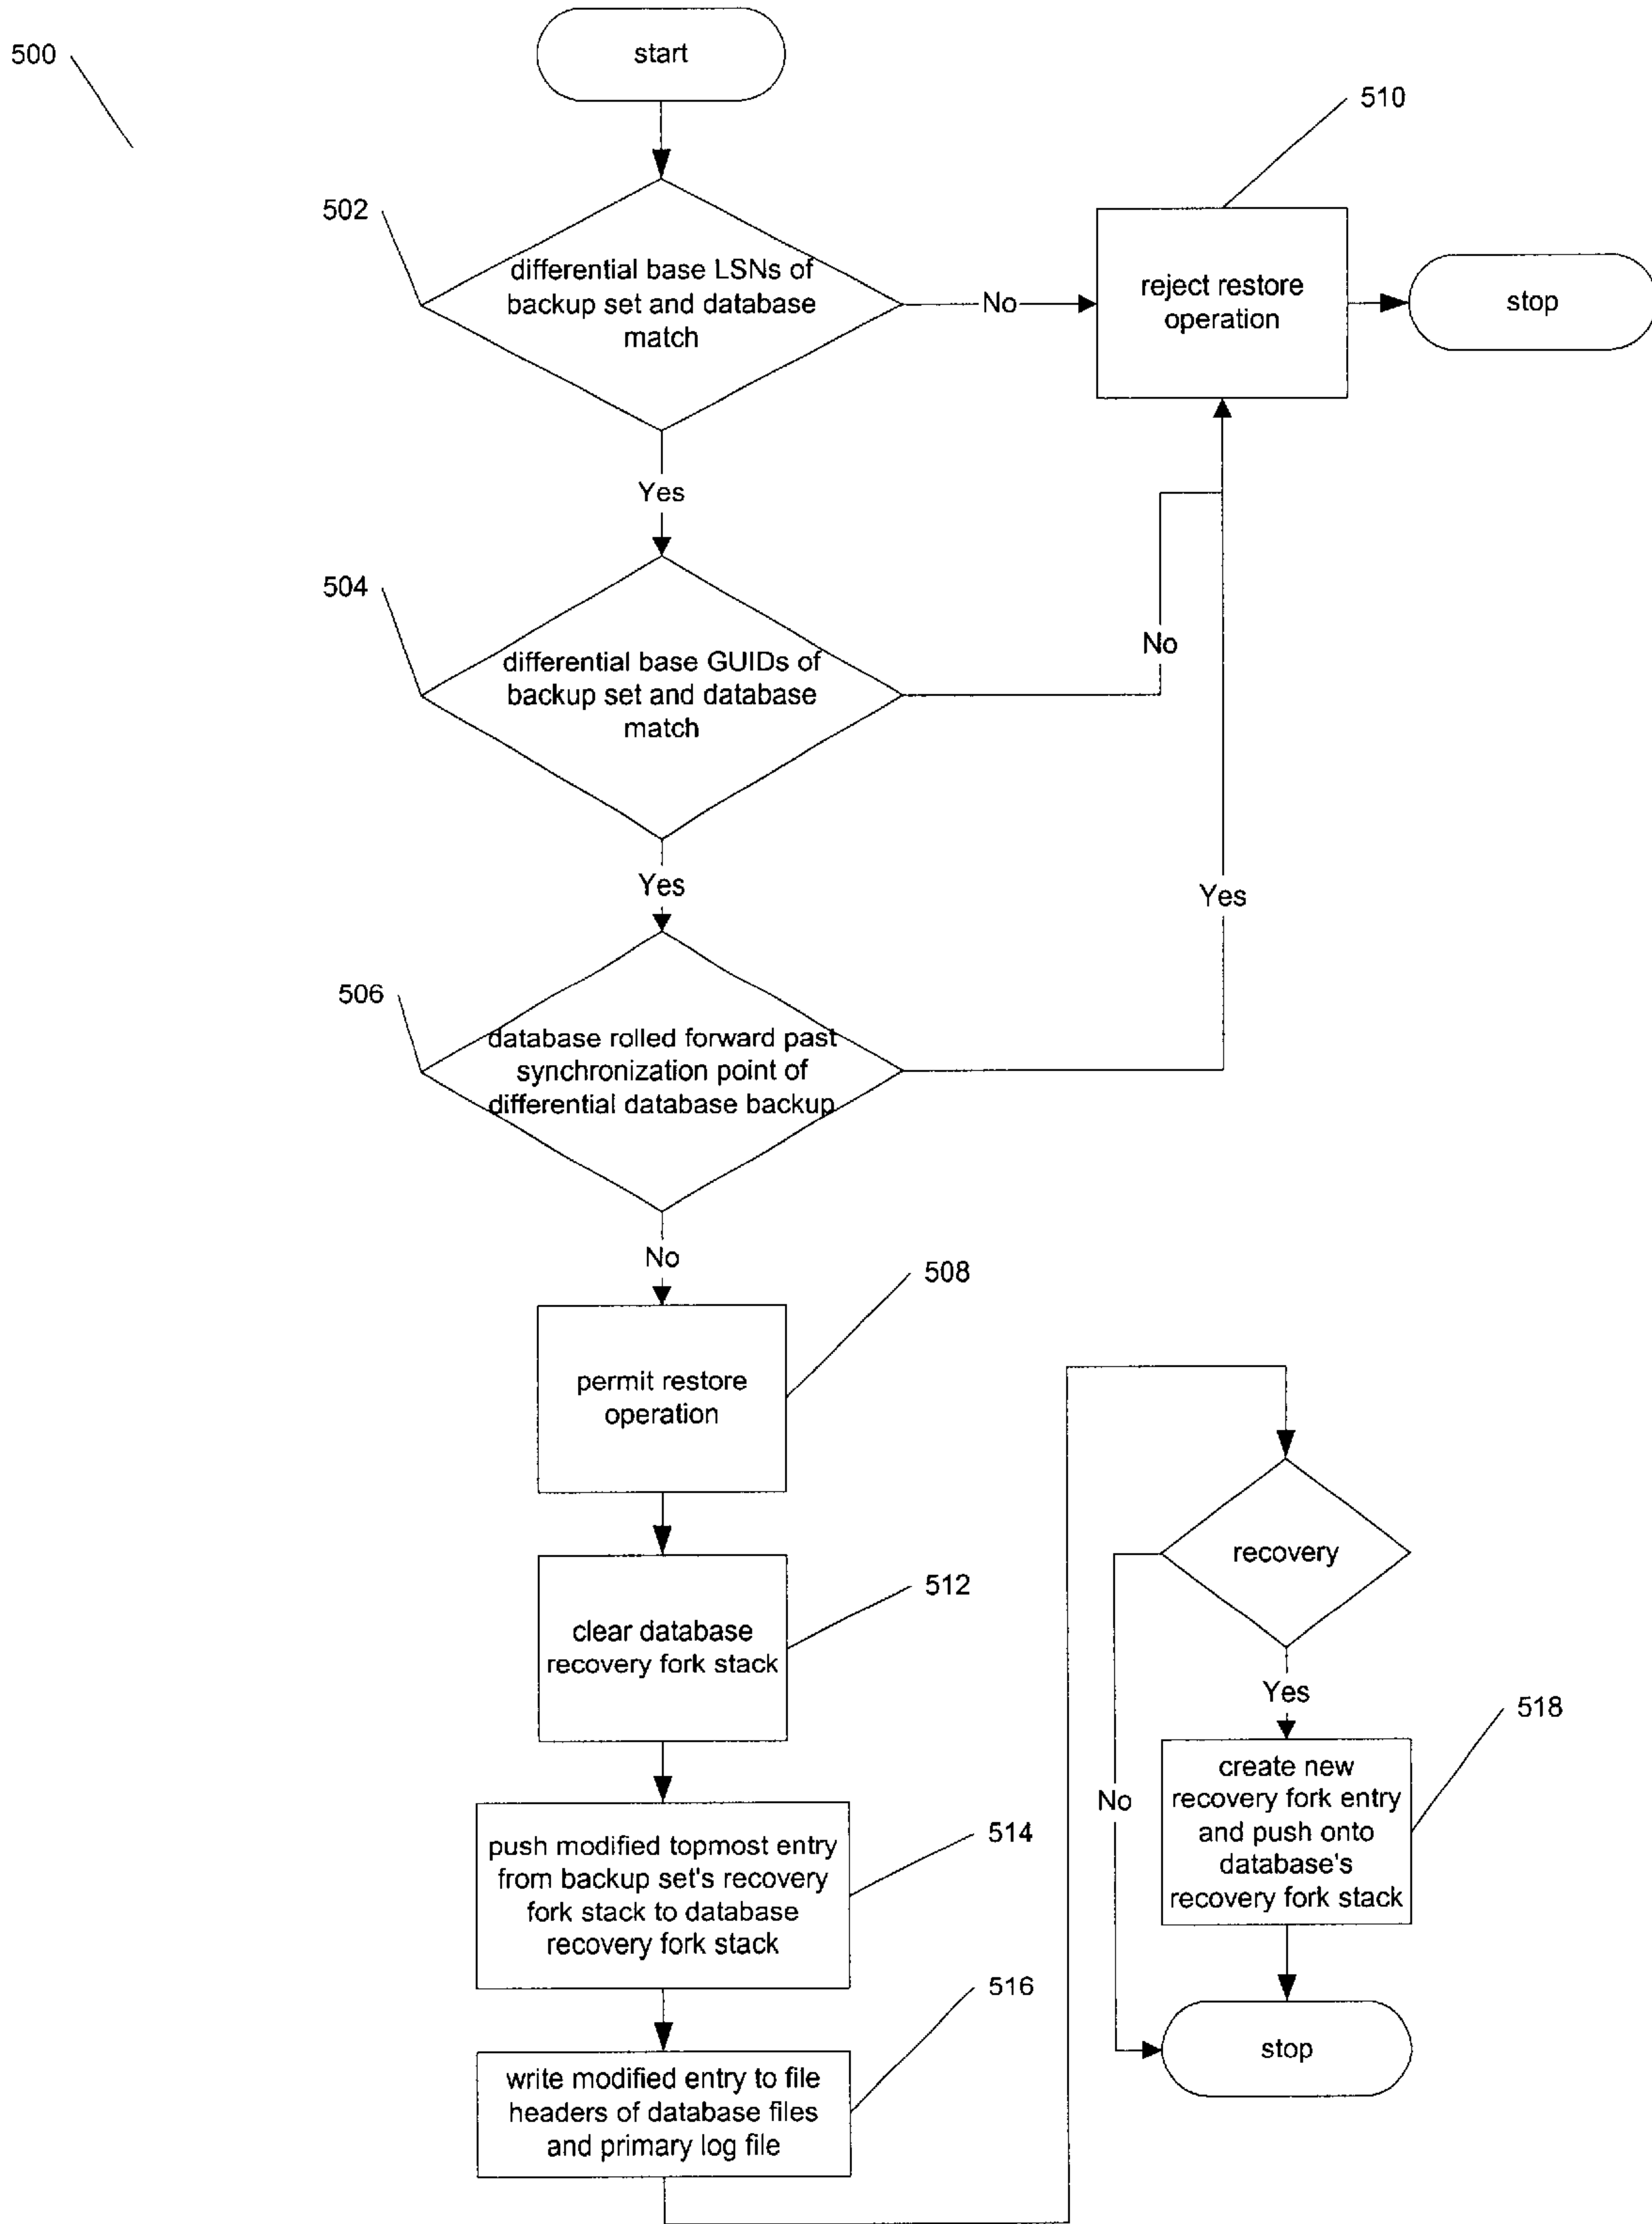 start
500
510
502
differential base LSNs of
backup set and database
match
No
reject restore
operation
stop
Yes
504
differential base GUIDs of
backup set and database
match
No
Yes
Yes
506
database rolled forward past
synchronization point of
differential database backup
No
508
permit restore
operation
512
clear database
recovery fork stack
514
push modified topmost entry
from backup set's recovery
fork stack to database
recovery fork stack
516
write modified entry to file
headers of database files
and primary log file
recovery
Yes
No
518
create new
recovery fork entry
and push onto
database's
recovery fork stack
stop